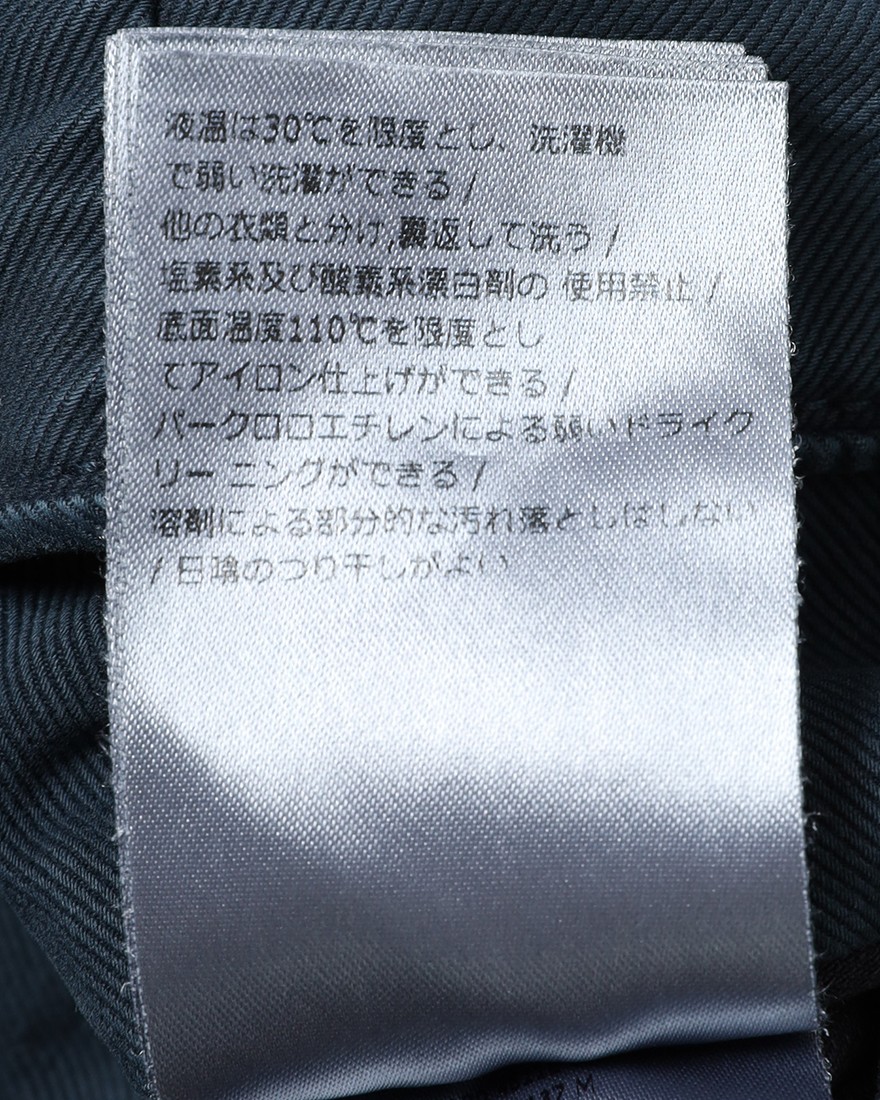 液温は30℃を限度とし、洗濯機
で弱い洗濯ができる /
他の衣類と分け,裏返して洗う /
塩素系及び酸素系漂白剤の 使用禁止 /
底面温度110℃を限度とし
てアイロン仕上げができる /
パークロロエチレンによる弱いドライク
リー ニングができる /
溶剤による部分的な汚れ落としはしない
/ 日陰のつり干しがよい
37 M